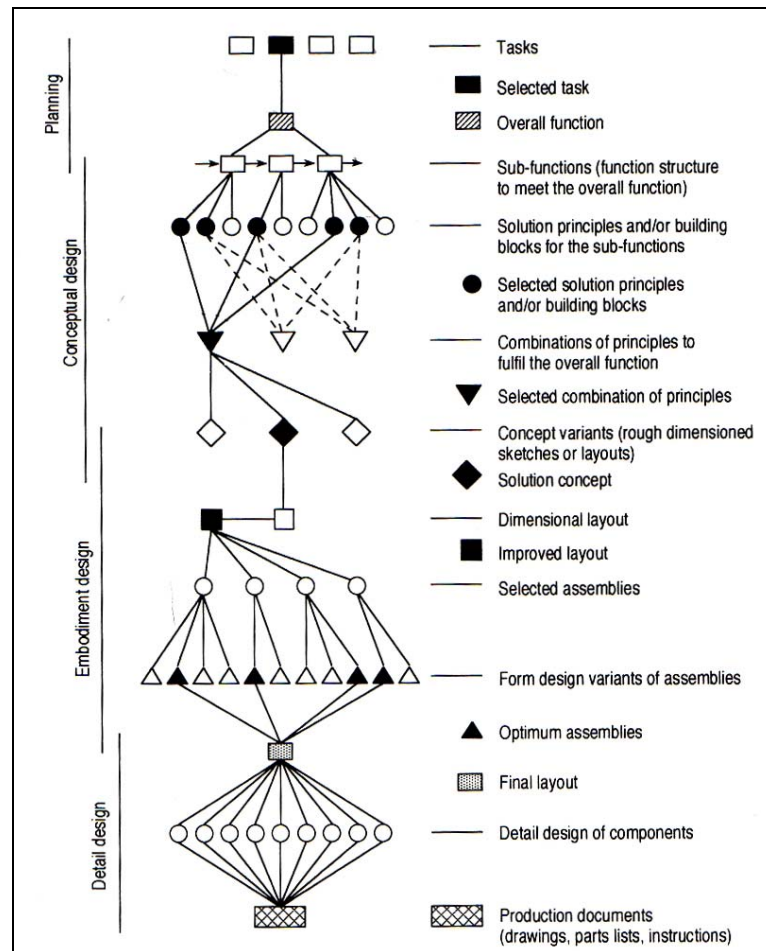 Planning
Conceptual design
Embodiment design
Detail design
Tasks
Selected task
Overall function
Sub-functions (function structure
to meet the overall function)
Solution principles and/or building
blocks for the sub-functions
Selected solution principles
and/or building blocks
Combinations of principles to
fulfil the overall function
Selected combination of principles
Concept variants (rough dimensioned
sketches or layouts)
Solution concept
Dimensional layout
Improved layout
Selected assemblies
Form design variants of assemblies
Optimum assemblies
Final layout
Detail design of components
Production documents
(drawings, parts lists, instructions)